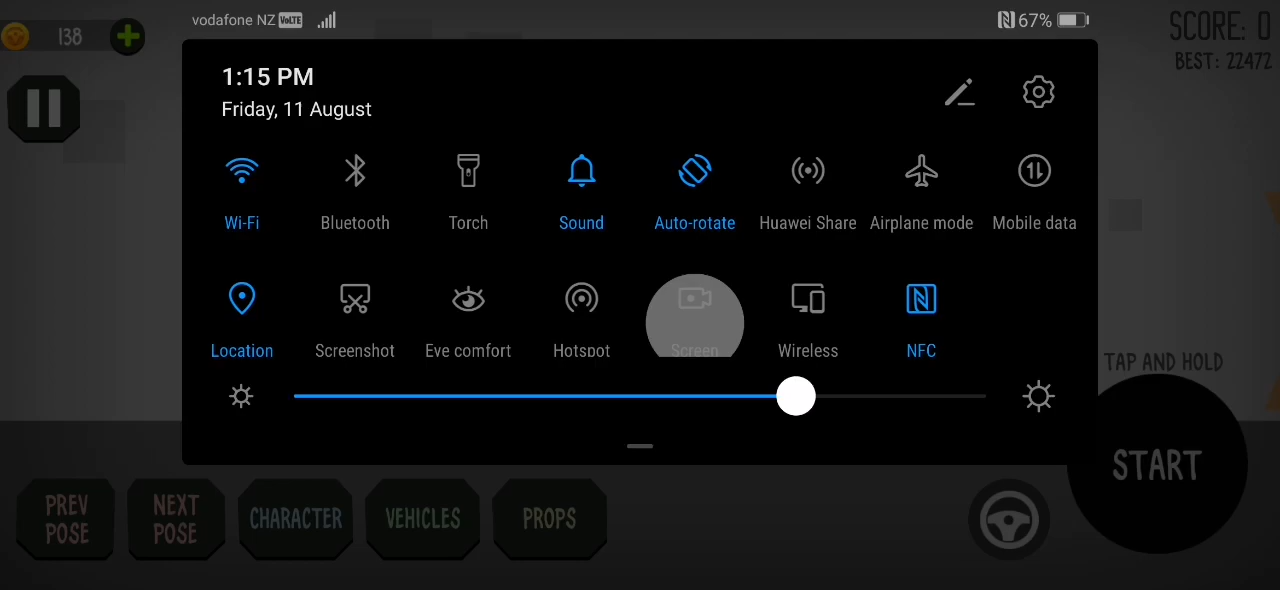 vodafone NZ VoLTE
67%
138
SCORE: 0
BEST: 22472
1:15 PM
Friday, 11 August
Wi-Fi
Bluetooth
Torch
Sound
Auto-rotate
Huawei Share
Airplane mode
Mobile data
Location
Screenshot
Eye comfort
Hotspot
Screen
Wireless
NFC
TAP AND HOLD
START
PREV
POSE
NEXT
POSE
CHARACTER
VEHICLES
PROPS